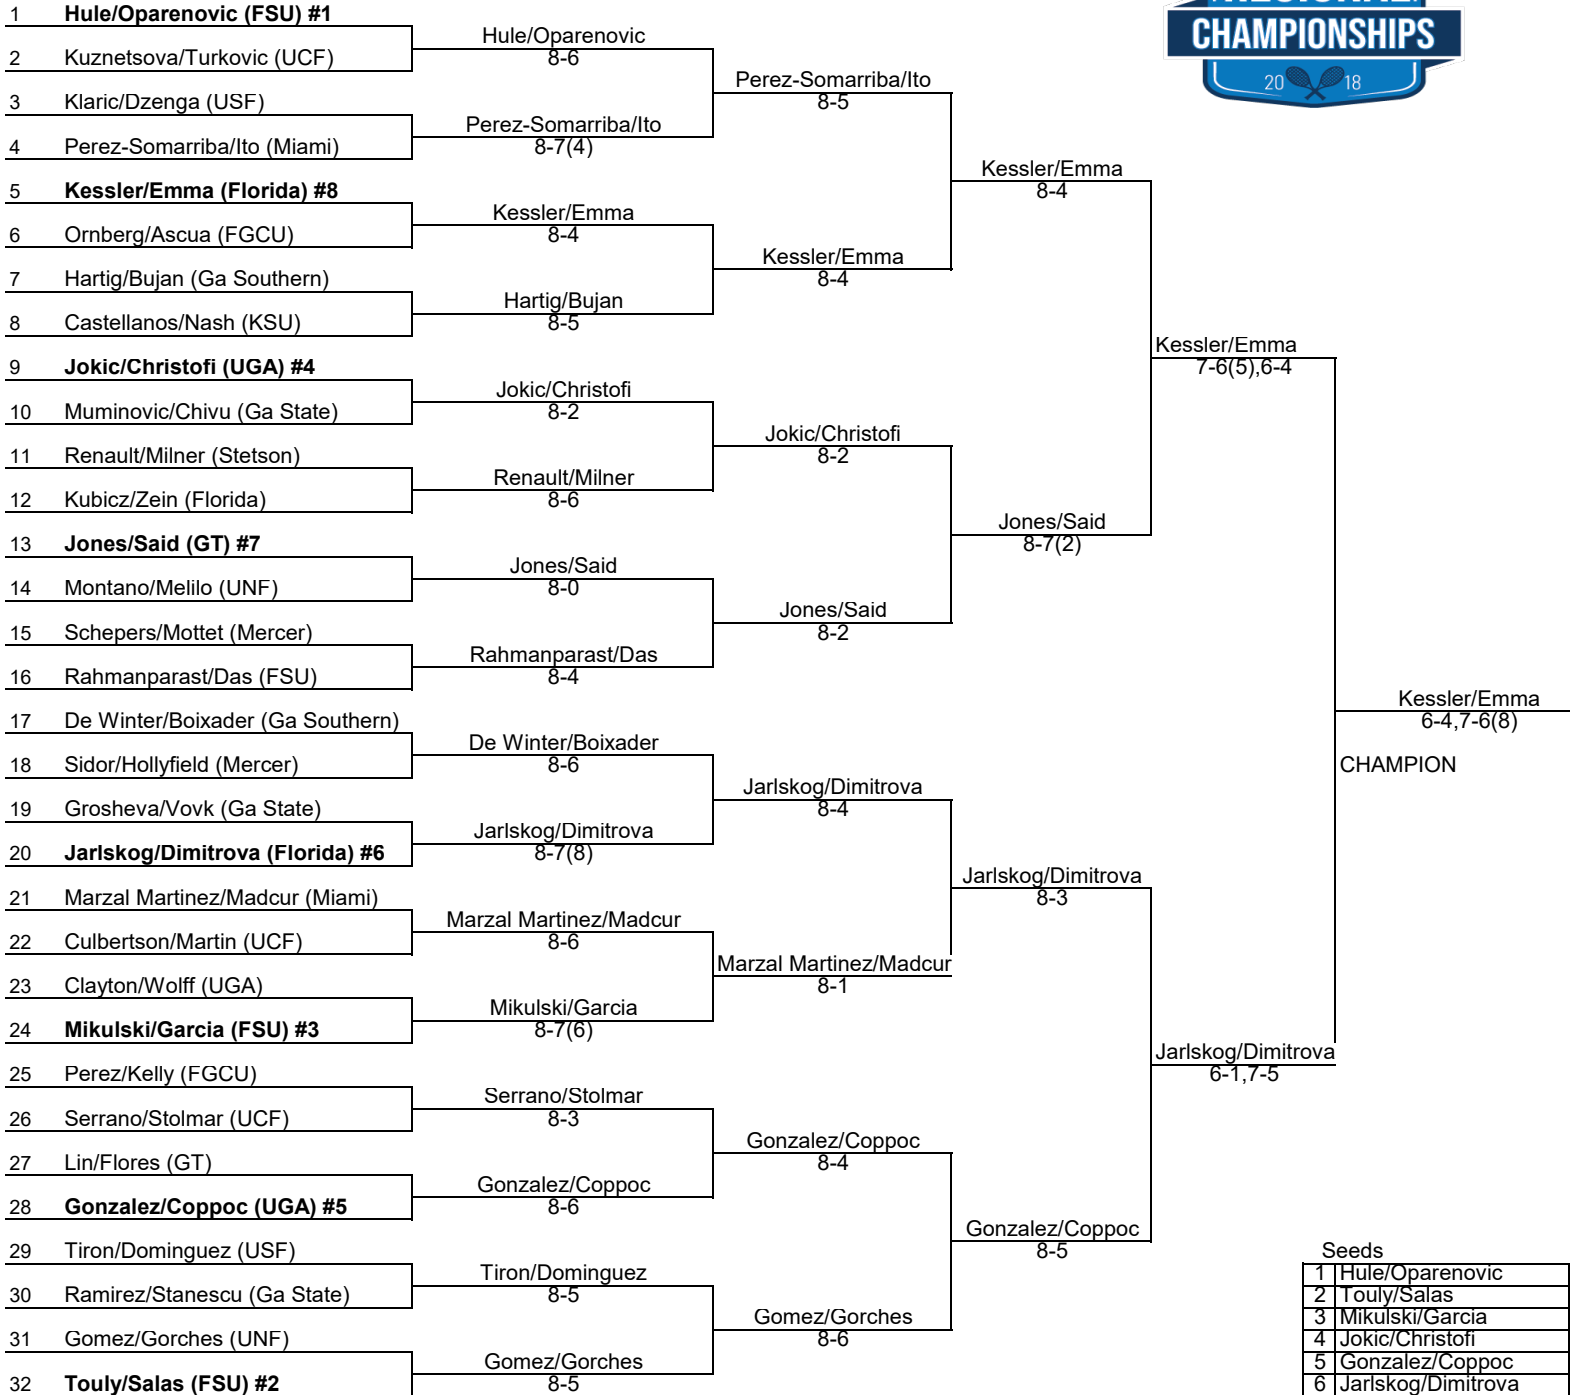 1 Hule/Oparenovic (FSU) #1
2 Kuznetsova/Turkovic (UCF)
3 Klaric/Dzenga (USF)
4 Perez-Somarriba/Ito (Miami)
5 Kessler/Emma (Florida) #8
6 Ornberg/Ascua (FGCU)
7 Hartig/Bujan (Ga Southern)
8 Castellanos/Nash (KSU)
9 Jokic/Christofi (UGA) #4
10 Muminovic/Chivu (Ga State)
11 Renault/Milner (Stetson)
12 Kubicz/Zein (Florida)
13 Jones/Said (GT) #7
14 Montano/Melilo (UNF)
15 Schepers/Mottet (Mercer)
16 Rahmanparast/Das (FSU)
17 De Winter/Boixader (Ga Southern)
18 Sidor/Hollyfield (Mercer)
19 Grosheva/Vovk (Ga State)
20 Jarlskog/Dimitrova (Florida) #6
21 Marzal Martinez/Madcur (Miami)
22 Culbertson/Martin (UCF)
23 Clayton/Wolff (UGA)
24 Mikulski/Garcia (FSU) #3
25 Perez/Kelly (FGCU)
26 Serrano/Stolmar (UCF)
27 Lin/Flores (GT)
28 Gonzalez/Coppoc (UGA) #5
29 Tiron/Dominguez (USF)
30 Ramirez/Stanescu (Ga State)
31 Gomez/Gorches (UNF)
32 Touly/Salas (FSU) #2
Hule/Oparenovic
8-6
Perez-Somarriba/Ito
8-7(4)
Kessler/Emma
8-4
Hartig/Bujan
8-5
Jokic/Christofi
8-2
Renault/Milner
8-6
Jones/Said
8-0
Rahmanparast/Das
8-4
De Winter/Boixader
8-6
Jarlskog/Dimitrova
8-7(8)
Marzal Martinez/Madcur
8-6
Mikulski/Garcia
8-7(6)
Serrano/Stolmar
8-3
Gonzalez/Coppoc
8-6
Tiron/Dominguez
8-5
Gomez/Gorches
8-5
Perez-Somarriba/Ito
8-5
Kessler/Emma
8-4
Jokic/Christofi
8-2
Jones/Said
8-2
Jarlskog/Dimitrova
8-4
Marzal Martinez/Madcur
8-1
Gonzalez/Coppoc
8-4
Gomez/Gorches
8-6
Kessler/Emma
8-4
Jones/Said
8-7(2)
Jarlskog/Dimitrova
8-3
Gonzalez/Coppoc
8-5
Kessler/Emma
7-6(5),6-4
Jarlskog/Dimitrova
6-1,7-5
Kessler/Emma
6-4,7-6(8)
CHAMPION
CHAMPIONSHIPS
20 18
Seeds
1 Hule/Oparenovic
2 Touly/Salas
3 Mikulski/Garcia
4 Jokic/Christofi
5 Gonzalez/Coppoc
6 Jarlskog/Dimitrova